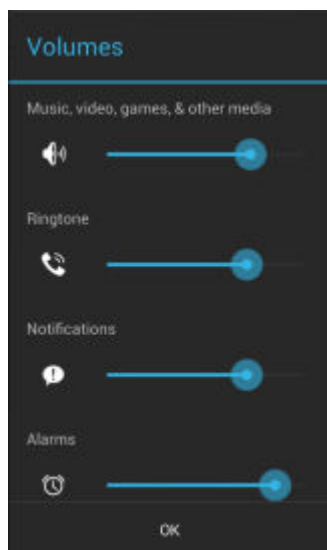 Volumes
Music, video, games, & other media
Ringtone
Notifications
Alarms
OK